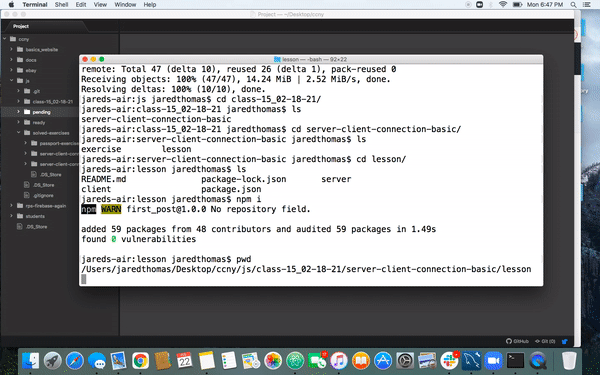 Terminal Shell Edit View Window Help
Mon 6:47 PM
Project — ~/Desktop/ccny
Project
ccny
basics_website
docs
ebay
js
.git
class-15_02-18-21
pending
ready
solved-exercises
passport-exerci
server-client-co
server-client-co
.DS_Store
.DS_Store
.gitignore
rps-firebase-again
students
.DS_Store
lesson — -bash — 92×22
remote: Total 47 (delta 10), reused 26 (delta 1), pack-reused 0
Receiving objects: 100% (47/47), 14.24 MiB | 2.52 MiB/s, done.
Resolving deltas: 100% (10/10), done.
jareds-air:js jaredthomas$ cd class-15_02-18-21/
jareds-air:class-15_02-18-21 jaredthomas$ ls
server-client-connection-basic
jareds-air:class-15_02-18-21 jaredthomas$ cd server-client-connection-basic/
jareds-air:server-client-connection-basic jaredthomas$ ls
exercise lesson
jareds-air:server-client-connection-basic jaredthomas$ cd lesson/
jareds-air:lesson jaredthomas$ ls
README.md package-lock.json server
client package.json
jareds-air:lesson jaredthomas$ npm i
npm WARN first_post@1.0.0 No repository field.
added 59 packages from 48 contributors and audited 59 packages in 1.49s
found 0 vulnerabilities
jareds-air:lesson jaredthomas$ pwd
/Users/jaredthomas/Desktop/ccny/js/class-15_02-18-21/server-client-connection-basic/lesson
GitHub Git (0)
22